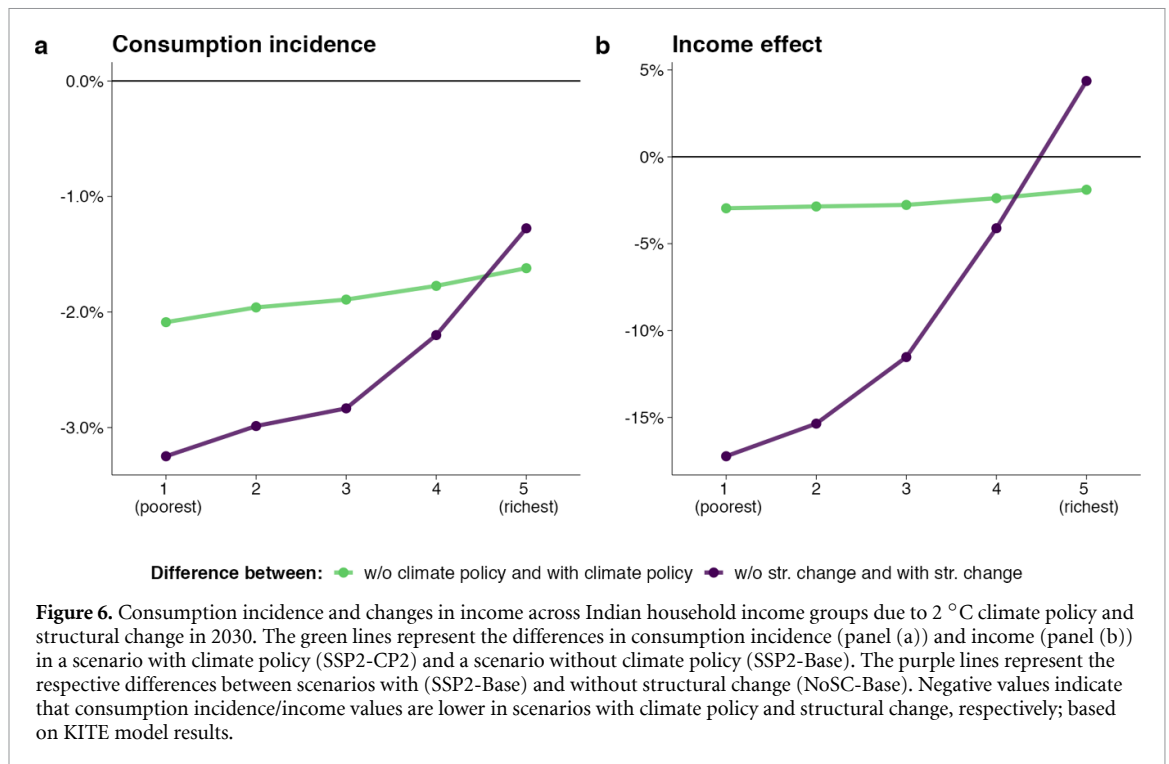 a Consumption incidence
0.0%
-1.0%
-2.0%
-3.0%
1 2 3 4 5
(poorest) (richest)
b Income effect
5%
0%
-5%
-10%
-15%
1 2 3 4 5
(poorest) (richest)
Difference between: w/o climate policy and with climate policy w/o str. change and with str. change
Figure 6. Consumption incidence and changes in income across Indian household income groups due to 2 °C climate policy and
structural change in 2030. The green lines represent the differences in consumption incidence (panel (a)) and income (panel (b))
in a scenario with climate policy (SSP2-CP2) and a scenario without climate policy (SSP2-Base). The purple lines represent the
respective differences between scenarios with (SSP2-Base) and without structural change (NoSC-Base). Negative values indicate
that consumption incidence/income values are lower in scenarios with climate policy and structural change, respectively; based
on KITE model results.